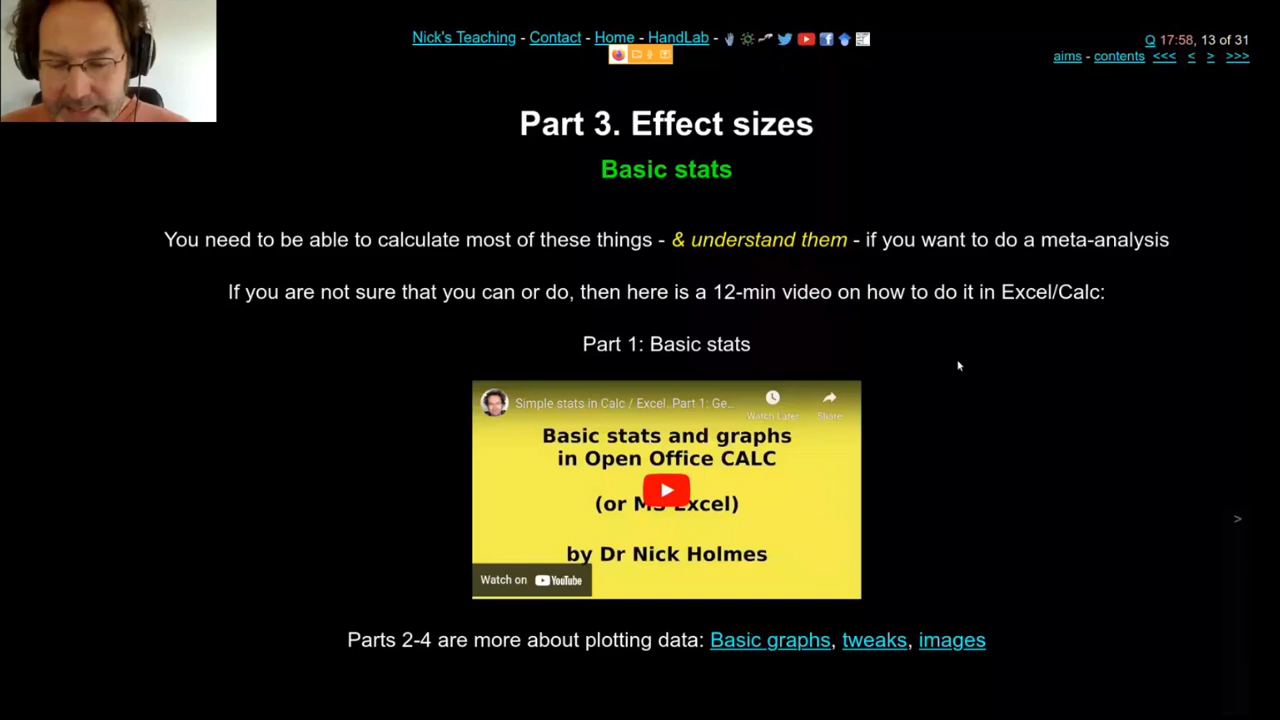 Nick's Teaching - Contact - Home - HandLab -
Q 17:58, 13 of 31
aims - contents <<< < > >>>
Part 3. Effect sizes
Basic stats
You need to be able to calculate most of these things - & understand them - if you want to do a meta-analysis
If you are not sure that you can or do, then here is a 12-min video on how to do it in Excel/Calc:
Part 1: Basic stats
Simple stats in Calc / Excel. Part 1: Ge...
Watch Later
Share
Basic stats and graphs
in Open Office CALC
(or MS Excel)
by Dr Nick Holmes
Watch on YouTube
>
Parts 2-4 are more about plotting data: Basic graphs, tweaks, images